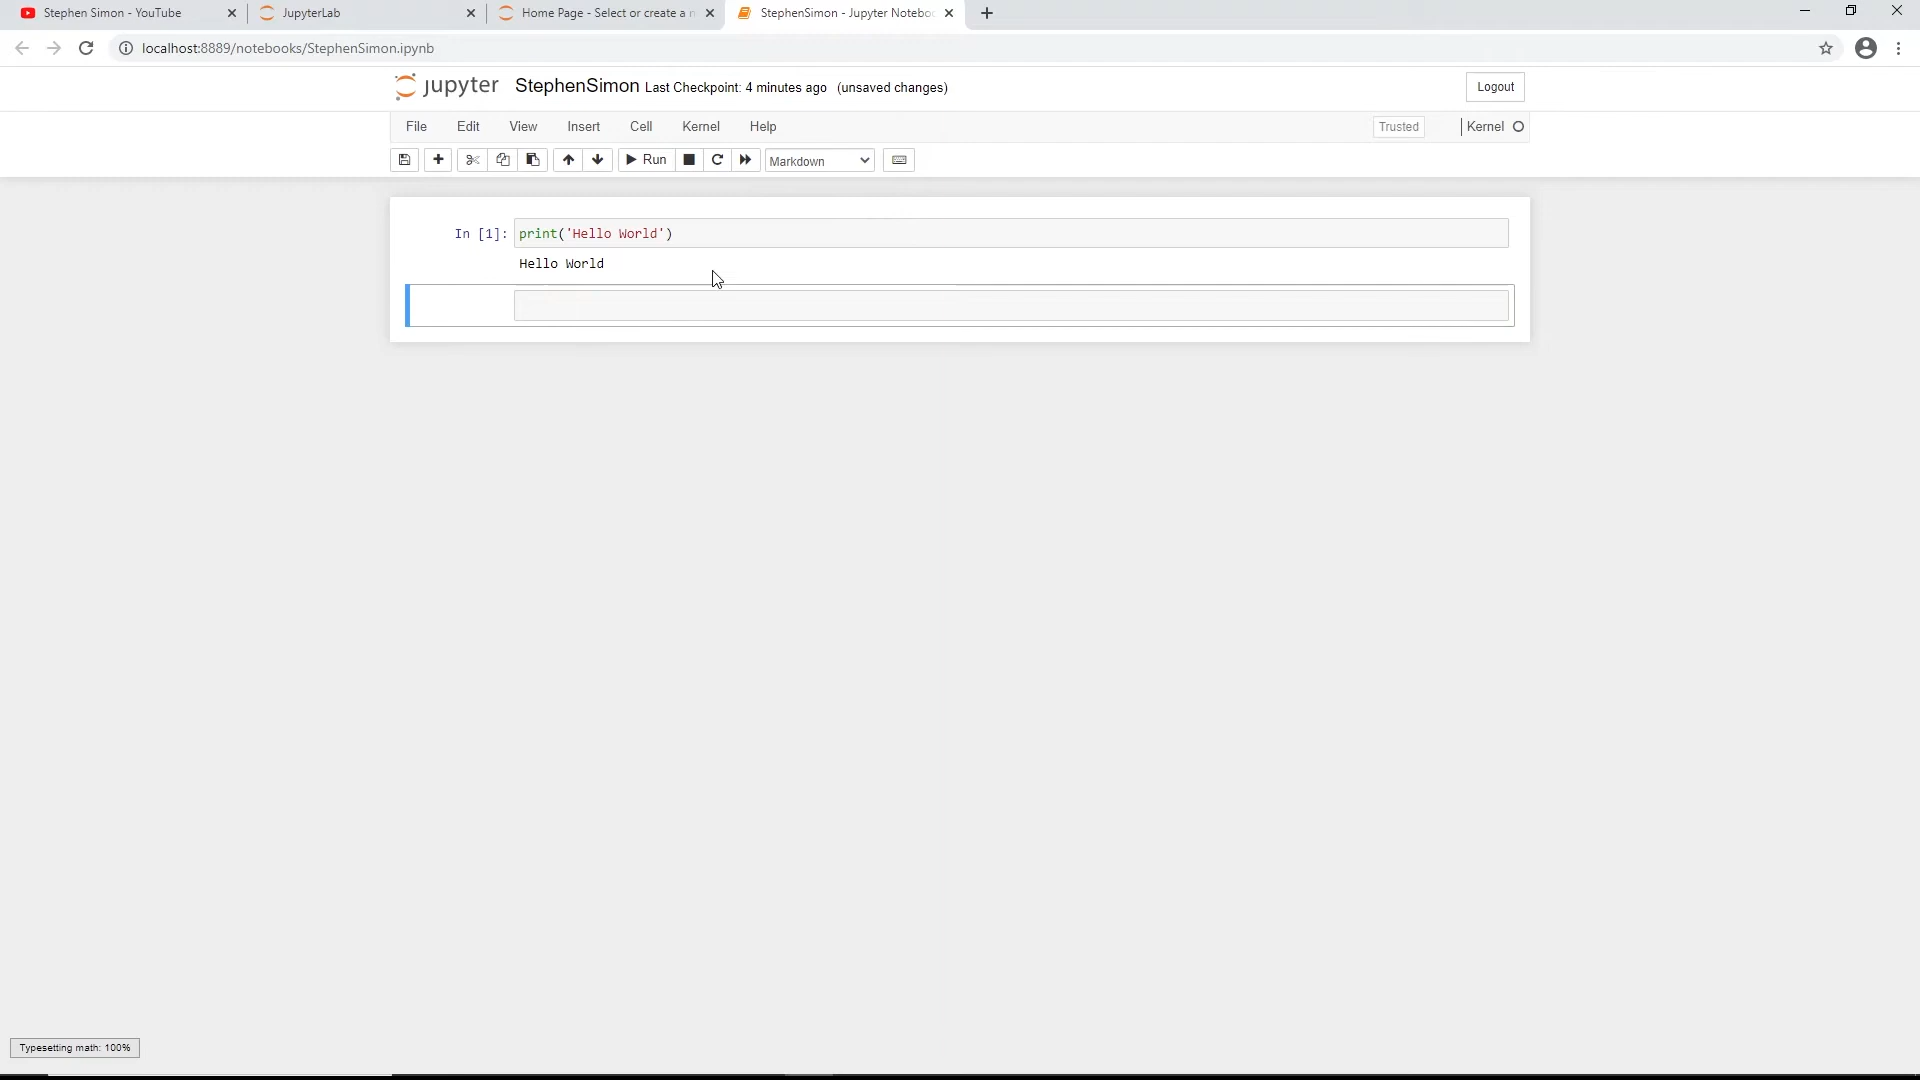 Stephen Simon - YouTube
JupyterLab
Home Page - Select or create a n
StephenSimon - Jupyter Noteboo
localhost:8889/notebooks/StephenSimon.ipynb
jupyter StephenSimon Last Checkpoint: 4 minutes ago (unsaved changes)
Logout
File Edit View Insert Cell Kernel Help
Trusted
Kernel
Run
Markdown
In [1]: print('Hello World')
Hello World
Typesetting math: 100%